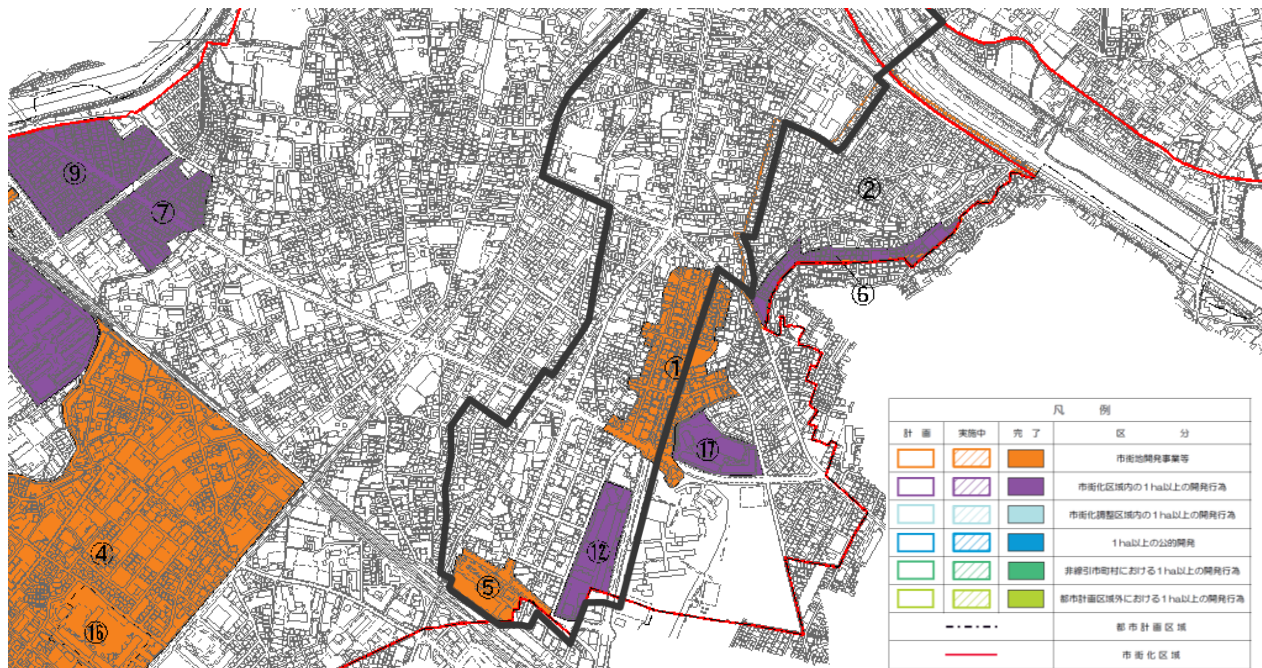 ②
⑨
⑦
⑥
①
⑰
④
⑫
⑤
⑯
凡 例
計 画 実施中 完 了 区 分
市街地開発事業等
市街化区域内の1ha以上の開発行為
市街化調整区域内の1ha以上の開発行為
1ha以上の公的開発
非線引市町村における1ha以上の開発行為
都市計画区域外における1ha以上の開発行為
都市計画区域
市街化区域